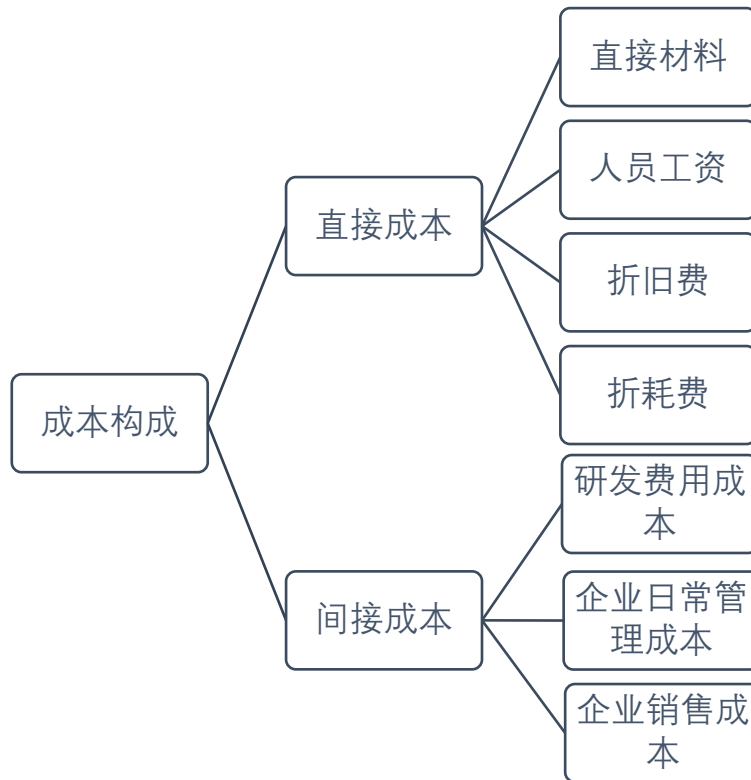 成本构成
直接成本
直接材料
人员工资
折旧费
折耗费
间接成本
研发费用成
本
企业日常管
理成本
企业销售成
本